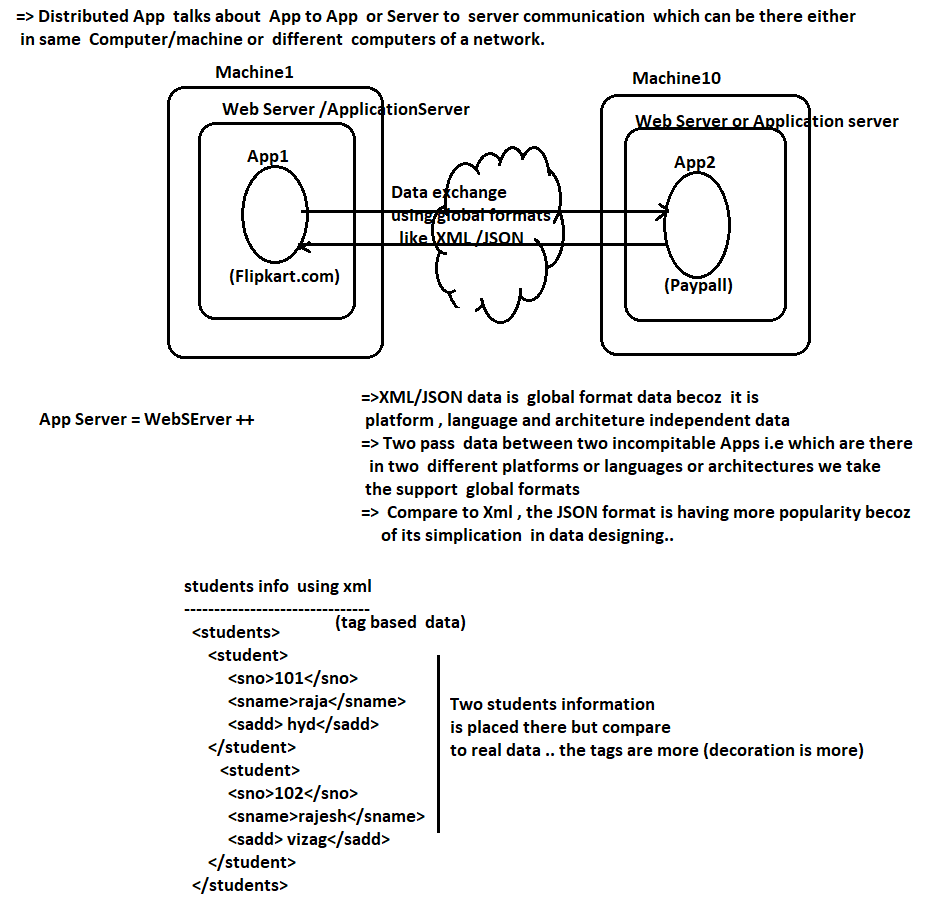 => Distributed App talks about App to App or Server to server communication which can be there either
in same Computer/machine or different computers of a network.
Machine1
Machine10
Web Server /ApplicationServer
Web Server or Application server
App1
App2
Data exchange
using global formats
like XML /JSON
(Flipkart.com)
(Paypall)
App Server = WebSErver ++
=>XML/JSON data is global format data becoz it is
platform , language and architeture independent data
=> Two pass data between two incompitable Apps i.e which are there
in two different platforms or languages or architectures we take
the support global formats
=> Compare to Xml , the JSON format is having more popularity becoz
of its simplication in data designing..
students info using xml
-------------------------------
(tag based data)
<students>
<student>
<sno>101</sno>
<sname>raja</sname>
<sadd> hyd</sadd>
</student>
<student>
<sno>102</sno>
<sname>rajesh</sname>
<sadd> vizag</sadd>
</student>
</students>
Two students information
is placed there but compare
to real data .. the tags are more (decoration is more)